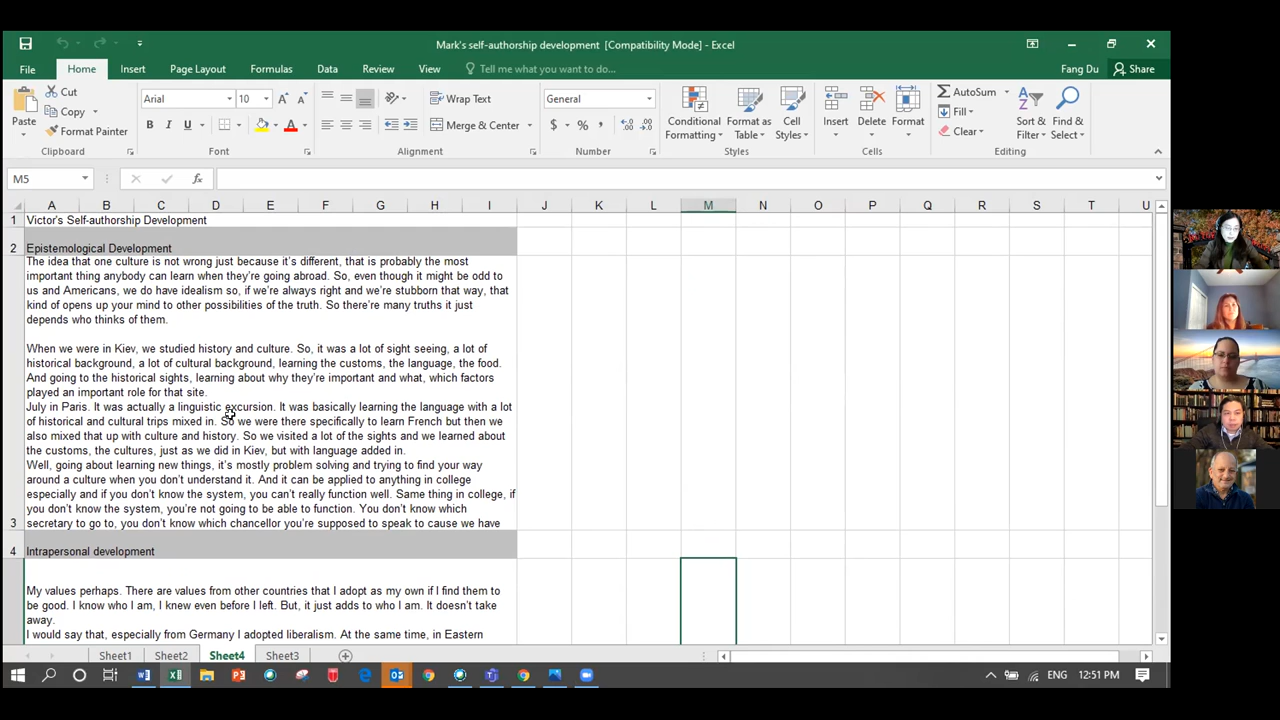 Mark's self-authorship development [Compatibility Mode] - Excel
File Home Insert Page Layout Formulas Data Review View Tell me what you want to do... Fang Du Share
Cut
Copy
Format Painter
Paste
Clipboard
Arial 10
B I U A
Font
Wrap Text
Merge & Center
Alignment
General
$ % ,
Number
Conditional Formatting
Format as Table
Cell Styles
Styles
Insert Delete Format
Cells
AutoSum
Fill
Clear
Sort & Filter
Find & Select
Editing
M5 fx
A B C D E F G H I J K L M N O P Q R S T U
1 Victor's Self-authorship Development
2 Epistemological Development
The idea that one culture is not wrong just because it's different, that is probably the most
important thing anybody can learn when they're going abroad. So, even though it might be odd to
us and Americans, we do have idealism so, if we're always right and we're stubborn that way, that
kind of opens up your mind to other possibilities of the truth. So there're many truths it just
depends who thinks of them.
When we were in Kiev, we studied history and culture. So, it was a lot of sight seeing, a lot of
historical background, a lot of cultural background, learning the customs, the language, the food.
And going to the historical sights, learning about why they're important and what, which factors
played an important role for that site.
July in Paris. It was actually a linguistic excursion. It was basically learning the language with a lot
of historical and cultural trips mixed in. So we were there specifically to learn French but then we
also mixed that up with culture and history. So we visited a lot of the sights and we learned about
the customs, the cultures, just as we did in Kiev, but with language added in.
Well, going about learning new things, it's mostly problem solving and trying to find your way
around a culture when you don't understand it. And it can be applied to anything in college
especially and if you don't know the system, you can't really function well. Same thing in college, if
you don't know the system, you're not going to be able to function. You don't know which
3 secretary to go to, you don't know which chancellor you're supposed to speak to cause we have
4 Intrapersonal development
My values perhaps. There are values from other countries that I adopt as my own if I find them to
be good. I know who I am, I knew even before I left. But, it just adds to who I am. It doesn't take
away.
I would say that, especially from Germany I adopted liberalism. At the same time, in Eastern
Sheet1 Sheet2 Sheet4 Sheet3
ENG 12:51 PM